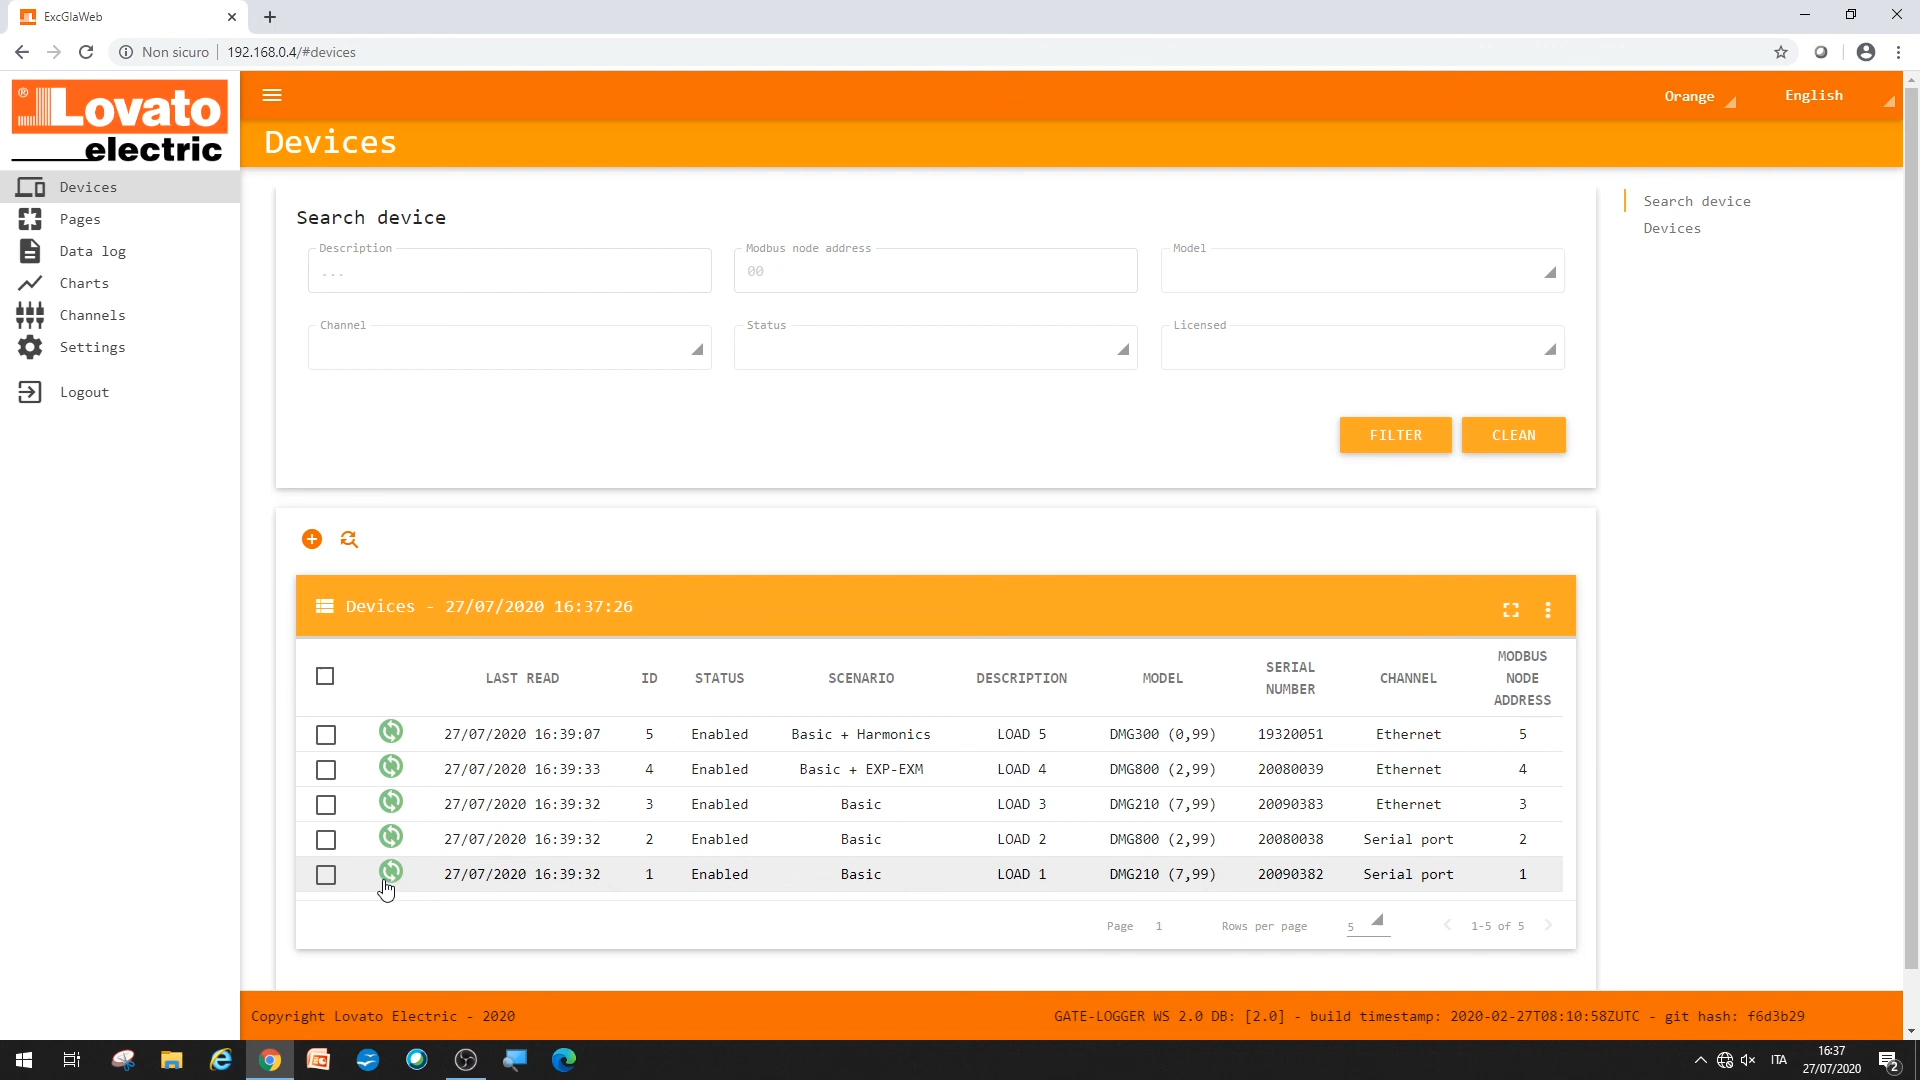 ExcGlaWeb
Non sicuro
192.168.0.4/#devices
® Lovato
electric
Orange
English
Devices
Devices
Pages
Data log
Charts
Channels
Settings
Logout
Search device
Description
...
Modbus node address
00
Model
Channel
Status
Licensed
FILTER
CLEAN
Search device
Devices
Devices - 27/07/2020 16:37:26
LAST READ ID STATUS SCENARIO DESCRIPTION MODEL SERIAL NUMBER CHANNEL MODBUS NODE ADDRESS
27/07/2020 16:39:07 5 Enabled Basic + Harmonics LOAD 5 DMG300 (0,99) 19320051 Ethernet 5
27/07/2020 16:39:33 4 Enabled Basic + EXP-EXM LOAD 4 DMG800 (2,99) 20080039 Ethernet 4
27/07/2020 16:39:32 3 Enabled Basic LOAD 3 DMG210 (7,99) 20090383 Ethernet 3
27/07/2020 16:39:32 2 Enabled Basic LOAD 2 DMG800 (2,99) 20080038 Serial port 2
27/07/2020 16:39:32 1 Enabled Basic LOAD 1 DMG210 (7,99) 20090382 Serial port 1
Page 1 Rows per page 5 1-5 of 5
Copyright Lovato Electric - 2020
GATE-LOGGER WS 2.0 DB: [2.0] - build timestamp: 2020-02-27T08:10:58ZUTC - git hash: f6d3b29
ITA
16:37
27/07/2020
2